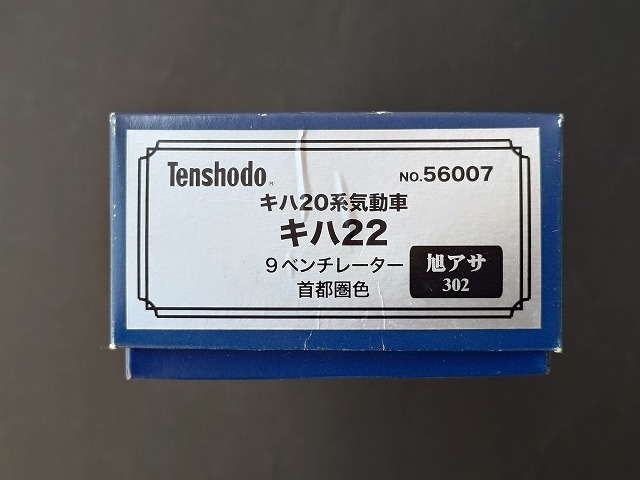 Tenshodo
NO.56007
キハ20系気動車
キハ22
9ベンチレーター
首都圏色
旭アサ
302